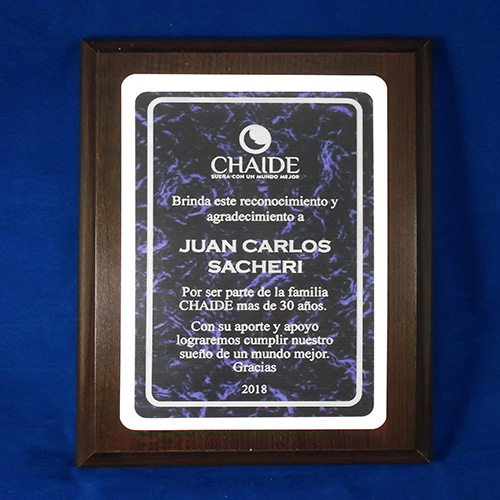 CHAIDE
SUEÑA CON UN MUNDO MEJOR
Brinda este reconocimiento y
agradecimiento a
JUAN CARLOS
SACHERI
Por ser parte de la familia
CHAIDE mas de 30 años.
Con su aporte y apoyo
lograremos cumplir nuestro
sueño de un mundo mejor.
Gracias
2018